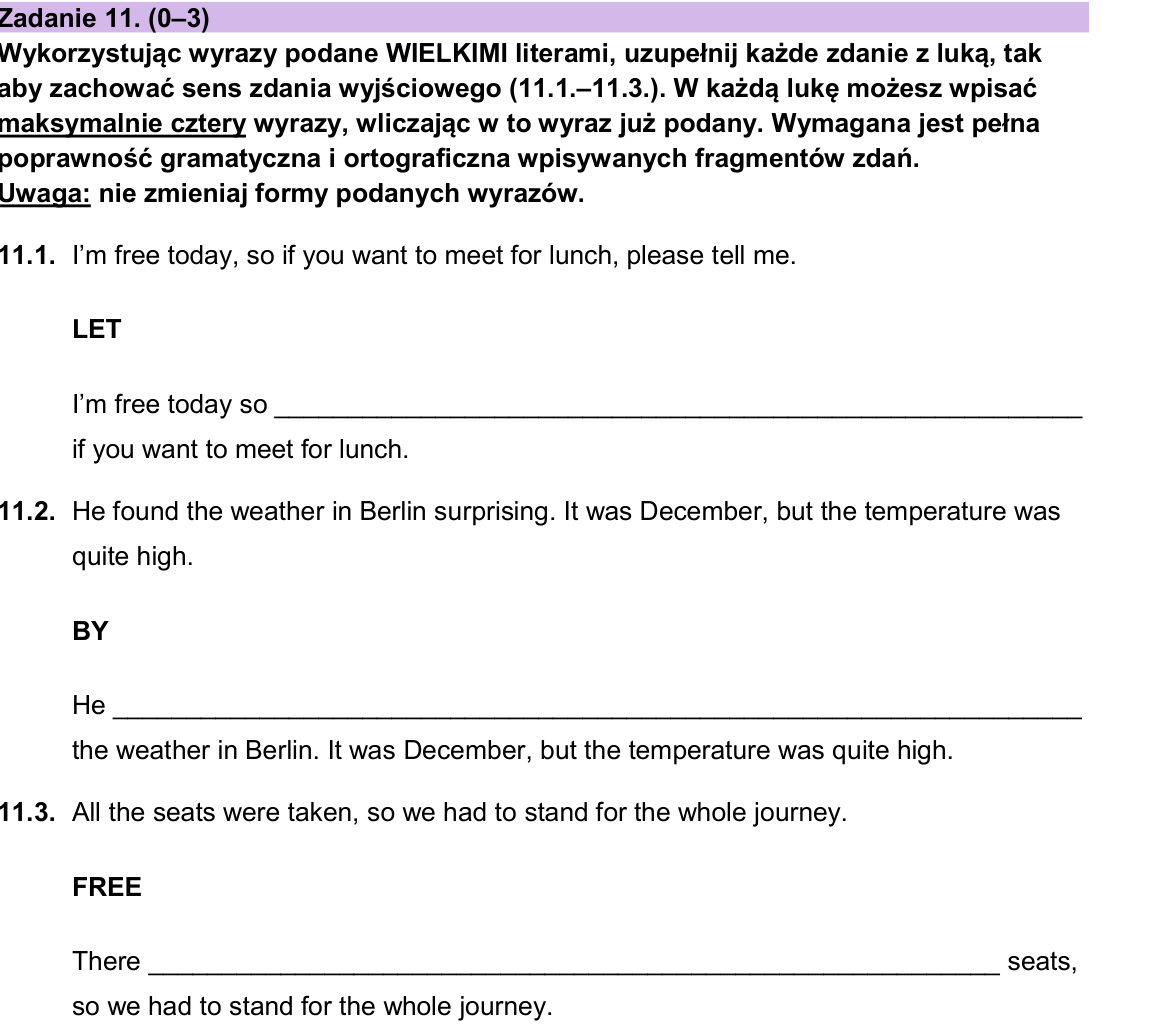 Zadanie 11. (0–3)
Wykorzystując wyrazy podane WIELKIMI literami, uzupełnij każde zdanie z luką, tak
aby zachować sens zdania wyjściowego (11.1.–11.3.). W każdą lukę możesz wpisać
maksymalnie cztery wyrazy, wliczając w to wyraz już podany. Wymagana jest pełna
poprawność gramatyczna i ortograficzna wpisywanych fragmentów zdań.
Uwaga: nie zmieniaj formy podanych wyrazów.
11.1. I’m free today, so if you want to meet for lunch, please tell me.
LET
I’m free today so ______________________________
if you want to meet for lunch.
11.2. He found the weather in Berlin surprising. It was December, but the temperature was
quite high.
BY
He ______________________________
the weather in Berlin. It was December, but the temperature was quite high.
11.3. All the seats were taken, so we had to stand for the whole journey.
FREE
There ______________________________ seats,
so we had to stand for the whole journey.